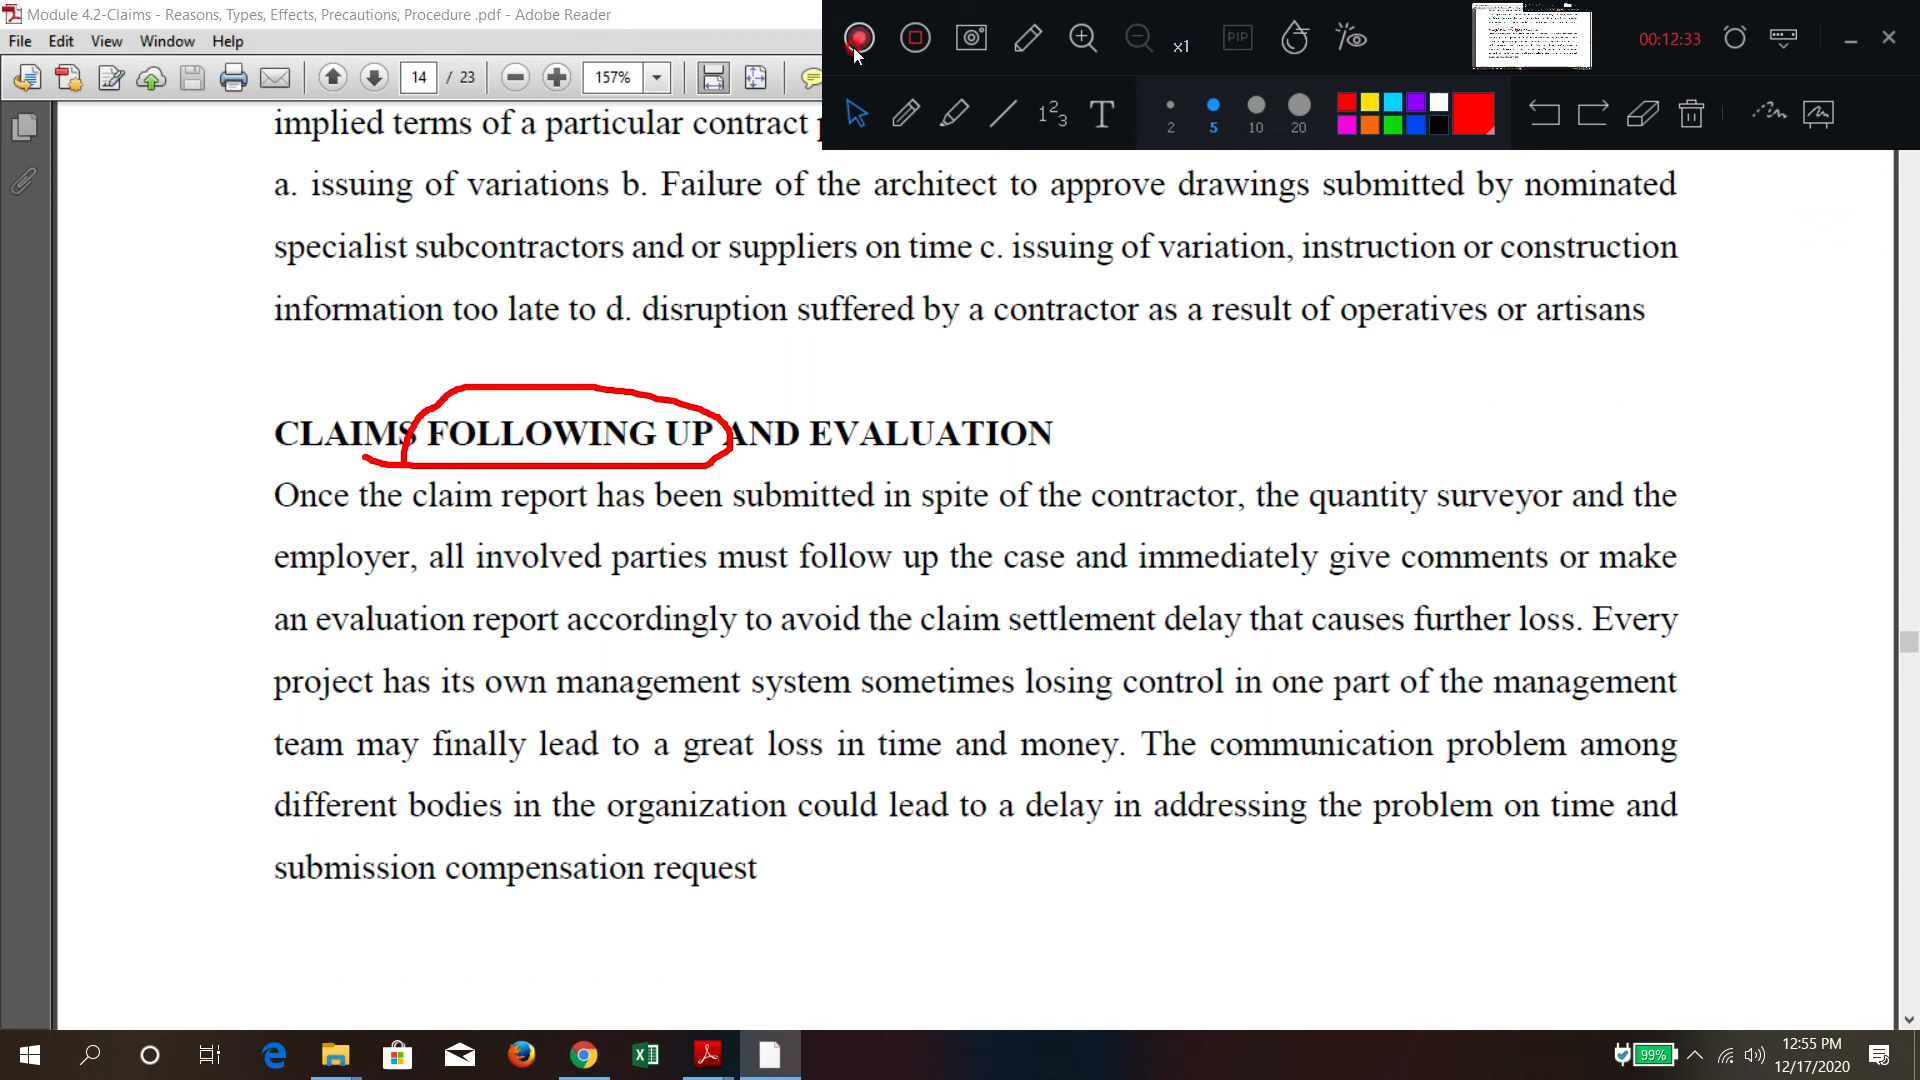 Module 4.2-Claims - Reasons, Types, Effects, Precautions, Procedure .pdf - Adobe Reader
File Edit View Window Help
14 / 23 157%
x1 PIP 00:12:33
1 2 3 T 2 5 10 20
implied terms of a particular contract
a. issuing of variations b. Failure of the architect to approve drawings submitted by nominated
specialist subcontractors and or suppliers on time c. issuing of variation, instruction or construction
information too late to d. disruption suffered by a contractor as a result of operatives or artisans
CLAIMS FOLLOWING UP AND EVALUATION
Once the claim report has been submitted in spite of the contractor, the quantity surveyor and the
employer, all involved parties must follow up the case and immediately give comments or make
an evaluation report accordingly to avoid the claim settlement delay that causes further loss. Every
project has its own management system sometimes losing control in one part of the management
team may finally lead to a great loss in time and money. The communication problem among
different bodies in the organization could lead to a delay in addressing the problem on time and
submission compensation request
99%
12:55 PM
12/17/2020